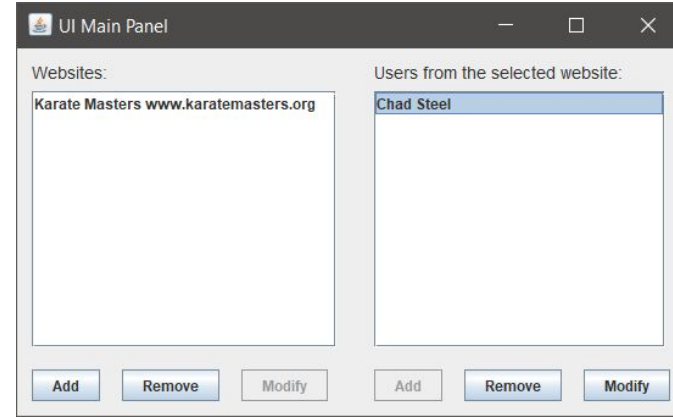 UI Main Panel
Websites:
Users from the selected website:
Karate Masters www.karatemasters.org
Chad Steel
Add Remove Modify
Add Remove Modify